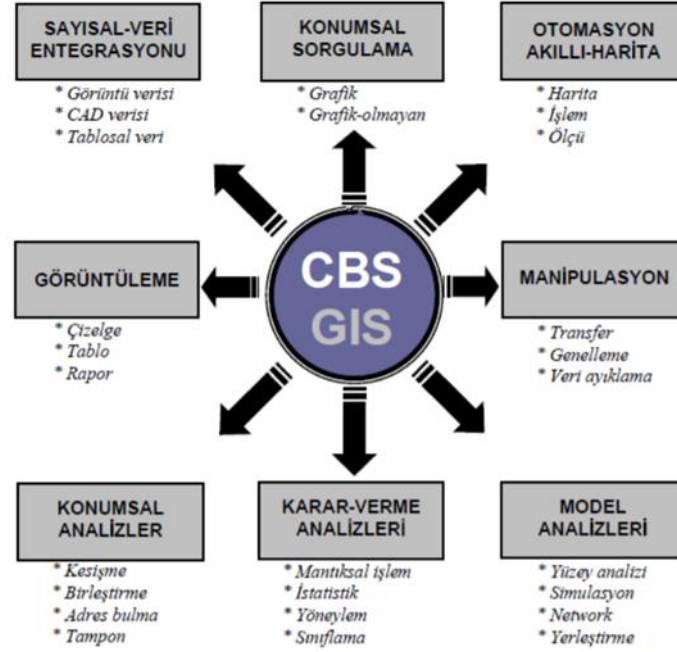 SAYISAL-VERİ
ENTEGRASYONU
* Görüntü verisi
* CAD verisi
* Tablosal veri
KONUMSAL
SORGULAMA
* Grafik
* Grafik-olmayan
OTOMASYON
AKILLI-HARİTA
* Harita
* İşlem
* Ölçü
GÖRÜNTÜLEME
* Çizelge
* Tablo
* Rapor
CBS
GIS
MANİPULASYON
* Transfer
* Genelleme
* Veri ayıklama
KONUMSAL
ANALİZLER
* Kesişme
* Birleştirme
* Adres bulma
* Tampon
KARAR-VERME
ANALİZLERİ
* Mantıksal işlem
* İstatistik
* Yöneylem
* Sınıflama
MODEL
ANALİZLERİ
* Yüzey analizi
* Simulasyon
* Network
* Yerleştirme